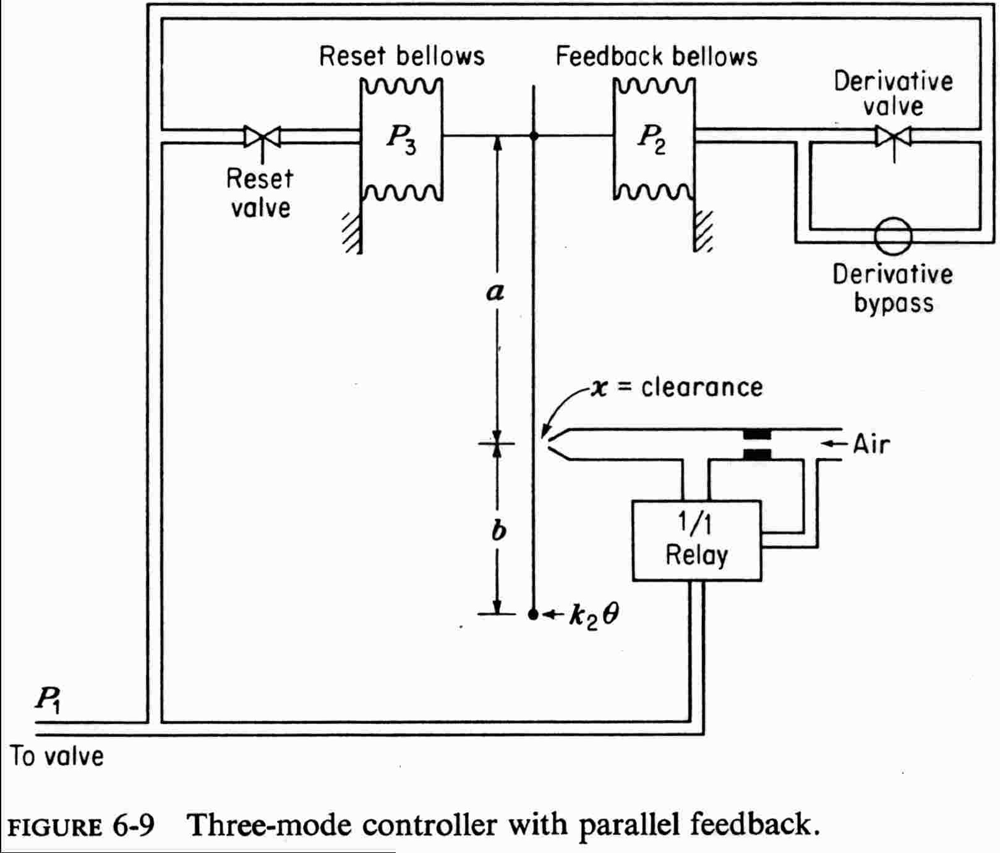 Reset bellows
Feedback bellows
Derivative
valve
P3
P2
Reset
valve
a
Derivative
bypass
x = clearance
Air
1/1
Relay
b
k2θ
P1
To valve
FIGURE 6-9 Three-mode controller with parallel feedback.